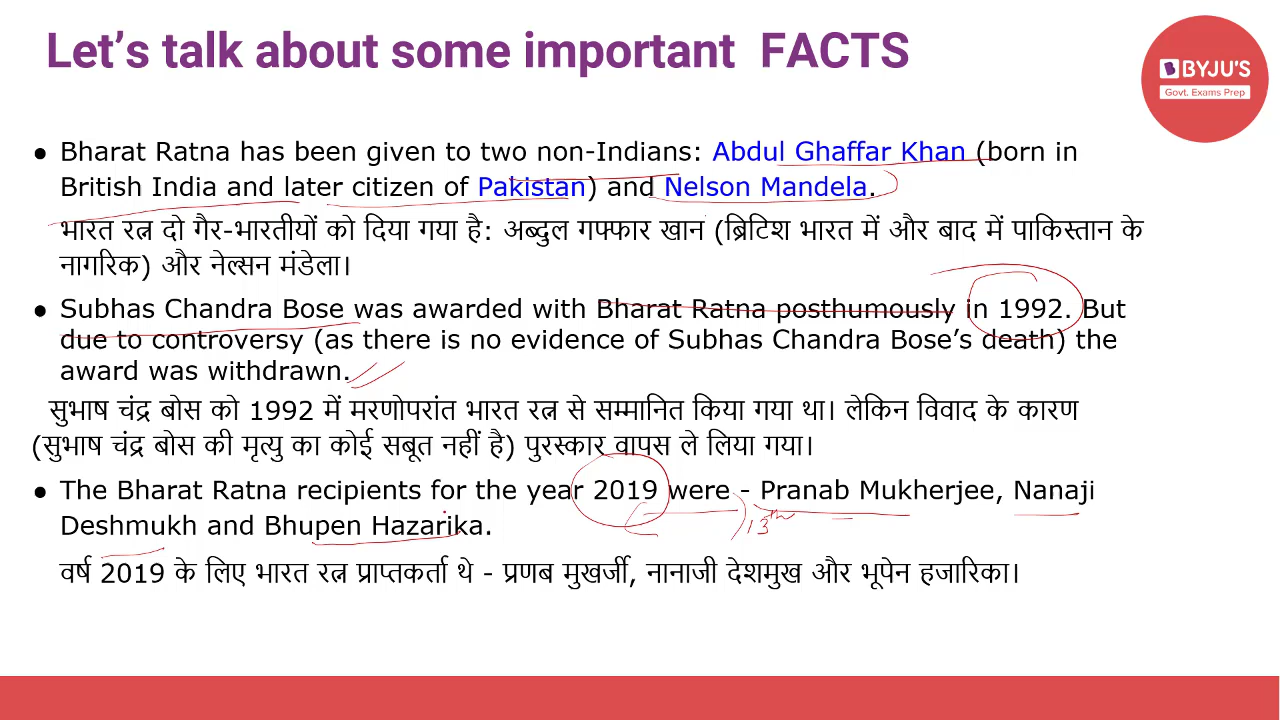 Let's talk about some important FACTS
BYJU'S
Govt. Exams Prep
● Bharat Ratna has been given to two non-Indians: Abdul Ghaffar Khan (born in
British India and later citizen of Pakistan) and Nelson Mandela.
भारत रत्न दो गैर-भारतीयों को दिया गया है: अब्दुल गफ्फार खान (ब्रिटिश भारत में और बाद में पाकिस्तान के
नागरिक) और नेल्सन मंडेला।
● Subhas Chandra Bose was awarded with Bharat Ratna posthumously in 1992. But
due to controversy (as there is no evidence of Subhas Chandra Bose's death) the
award was withdrawn.
सुभाष चंद्र बोस को 1992 में मरणोपरांत भारत रत्न से सम्मानित किया गया था। लेकिन विवाद के कारण
(सुभाष चंद्र बोस की मृत्यु का कोई सबूत नहीं है) पुरस्कार वापस ले लिया गया।
● The Bharat Ratna recipients for the year 2019 were - Pranab Mukherjee, Nanaji
Deshmukh and Bhupen Hazarika.
13th
वर्ष 2019 के लिए भारत रत्न प्राप्तकर्ता थे - प्रणब मुखर्जी, नानाजी देशमुख और भूपेन हजारिका।